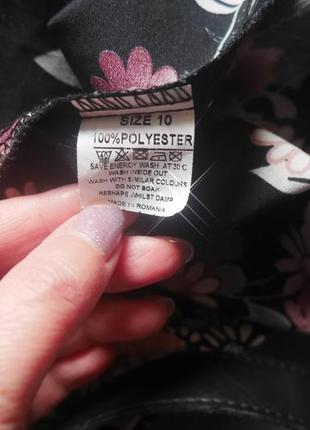 SIZE 10
100%POLYESTER
SAVE ENERGY WASH AT 30 C
WASH INSIDE OUT
WASH WITH SIMILAR COLOURS
DO NOT SOAK
RESHAPE WHILST DAMP
MADE IN ROMANIA